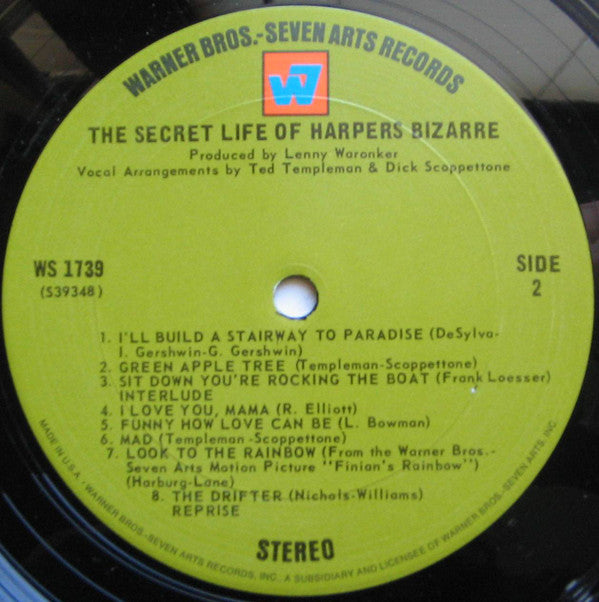 WARNER BROS.-SEVEN ARTS RECORDS
W7
THE SECRET LIFE OF HARPERS BIZARRE
Produced by Lenny Waronker
Vocal Arrangements by Ted Templeman & Dick Scoppettone
WS 1739
(S39348)
SIDE
2
1. I'LL BUILD A STAIRWAY TO PARADISE (DeSylva-
I. Gershwin-G. Gershwin)
2. GREEN APPLE TREE (Templeman-Scoppettone)
3. SIT DOWN YOU'RE ROCKING THE BOAT (Frank Loesser)
INTERLUDE
4. I LOVE YOU, MAMA (R. Elliott)
5. FUNNY HOW LOVE CAN BE (L. Bowman)
6. MAD (Templeman-Scoppettone)
7. LOOK TO THE RAINBOW (From the Warner Bros.-
Seven Arts Motion Picture "Finian's Rainbow")
(Harburg-Lane)
8. THE DRIFTER (Nichols-Williams)
REPRISE
STEREO
MADE IN U.S.A. • WARNER BROS.-SEVEN ARTS RECORDS, INC., A SUBSIDIARY AND LICENSEE OF WARNER BROS.-SEVEN ARTS, INC.